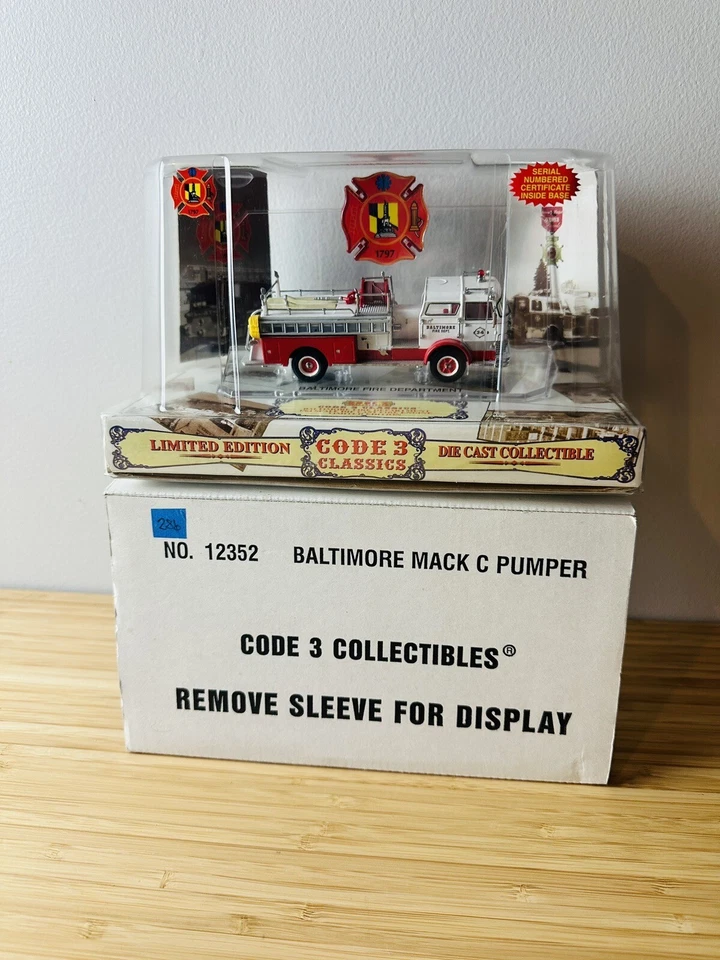 SERIAL
NUMBERED
CERTIFICATE
INSIDE BASE
1797
BALTIMORE
FIRE DEPT.
BALTIMORE FIRE DEPARTMENT
LIMITED EDITION
CODE 3
CLASSICS
DIE CAST COLLECTIBLE
236
NO. 12352 BALTIMORE MACK C PUMPER
CODE 3 COLLECTIBLES®
REMOVE SLEEVE FOR DISPLAY